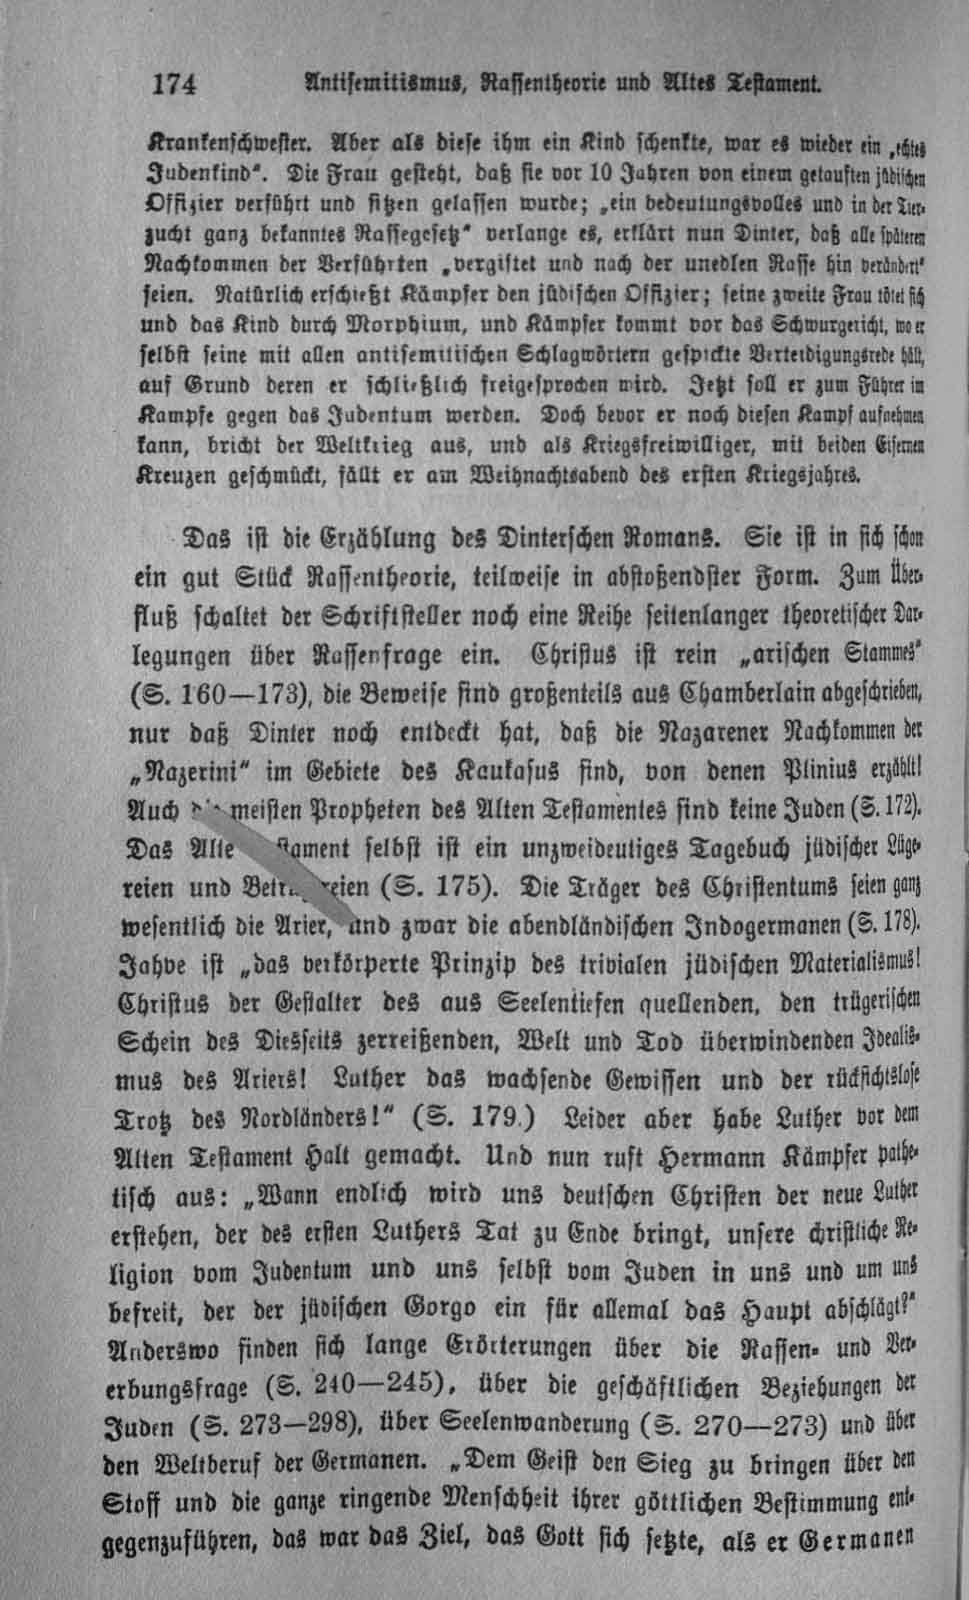 174 Antisemitismus, Rassentheorie und Altes Testament.
Krankenschwester. Aber als diese ihm ein Kind schenkte, war es wieder ein „echtes
Judenkind“. Die Frau gesteht, daß sie vor 10 Jahren von einem getauften jüdischen
Offizier verführt und sitzen gelassen wurde; „ein bedeutungsvolles und in der Tier-
zucht ganz bekanntes Rassegesetz“ verlange es, erklärt nun Dinter, daß alle späteren
Nachkommen der Verführten „vergiftet und nach der unedlen Rasse hin verändert“
seien. Natürlich erschießt Kämpfer den jüdischen Offizier; seine zweite Frau tötet sich
und das Kind durch Morphium, und Kämpfer kommt vor das Schwurgericht, wo er
selbst seine mit allen antisemitischen Schlagwörtern gespickte Verteidigungsrede hält,
auf Grund deren er schließlich freigesprochen wird. Jetzt soll er zum Führer im
Kampfe gegen das Judentum werden. Doch bevor er noch diesen Kampf aufnehmen
kann, bricht der Weltkrieg aus, und als Kriegsfreiwilliger, mit beiden Eisernen
Kreuzen geschmückt, fällt er am Weihnachtsabend des ersten Kriegsjahres.
Das ist die Erzählung des Dinterschen Romans. Sie ist in sich schon
ein gut Stück Rassentheorie, teilweise in abstoßendster Form. Zum Über-
fluß schaltet der Schriftsteller noch eine Reihe seitenlanger theoretischer Dar-
legungen über Rassenfrage ein. Christus ist rein „arischen Stammes“
(S. 160—173), die Beweise sind großenteils aus Chamberlain abgeschrieben,
nur daß Dinter noch entdeckt hat, daß die Nazarener Nachkommen der
„Nazerini“ im Gebiete des Kaukasus sind, von denen Plinius erzählt!
Auch die meisten Propheten des Alten Testamentes sind keine Juden (S. 172).
Das Alte Testament selbst ist ein unzweideutiges Tagebuch jüdischer Lüge-
reien und Betrügereien (S. 175). Die Träger des Christentums seien ganz
wesentlich die Arier, und zwar die abendländischen Indogermanen (S. 178).
Jahve ist „das verkörperte Prinzip des trivialen jüdischen Materialismus!
Christus der Gestalter des aus Seelentiefen quellenden, den trügerischen
Schein des Diesseits zerreißenden, Welt und Tod überwindenden Idealis-
mus des Ariers! Luther das wachsende Gewissen und der rücksichtslose
Trotz des Nordländers!“ (S. 179.) Leider aber habe Luther vor dem
Alten Testament Halt gemacht. Und nun ruft Hermann Kämpfer pathe-
tisch aus: „Wann endlich wird uns deutschen Christen der neue Luther
erstehen, der des ersten Luthers Tat zu Ende bringt, unsere christliche Re-
ligion vom Judentum und uns selbst vom Juden in uns und um uns
befreit, der der jüdischen Gorgo ein für allemal das Haupt abschlägt?“
Anderswo finden sich lange Erörterungen über die Rassen- und Ver-
erbungsfrage (S. 240—245), über die geschäftlichen Beziehungen der
Juden (S. 273—298), über Seelenwanderung (S. 270—273) und über
den Weltberuf der Germanen. „Dem Geist den Sieg zu bringen über den
Stoff und die ganze ringende Menschheit ihrer göttlichen Bestimmung ent-
gegenzuführen, das war das Ziel, das Gott sich setzte, als er Germanen